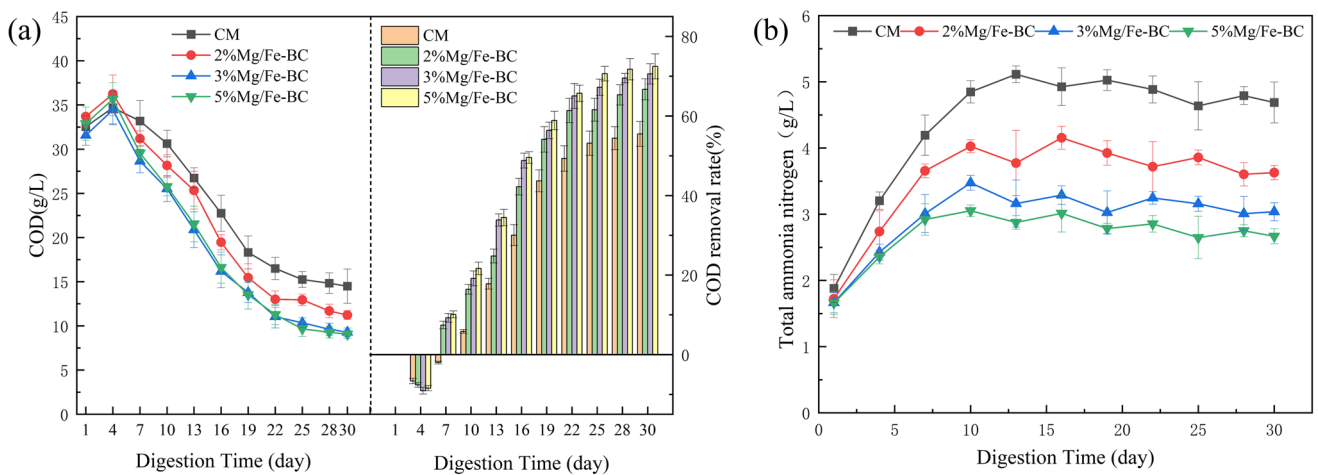 (a)
CM
2%Mg/Fe-BC
3%Mg/Fe-BC
5%Mg/Fe-BC
CM
2%Mg/Fe-BC
3%Mg/Fe-BC
5%Mg/Fe-BC
COD(g/L)
45
40
35
30
25
20
15
10
5
0
1 4 7 10 13 16 19 22 25 28 30
Digestion Time (day)
1 4 7 10 13 16 19 22 25 28 30
Digestion Time (day)
80
60
40
20
0
COD removal rate(%)
(b)
CM 2%Mg/Fe-BC 3%Mg/Fe-BC 5%Mg/Fe-BC
Total ammonia nitrogen（g/L）
6
5
4
3
2
1
0
0 5 10 15 20 25 30
Digestion Time (day)